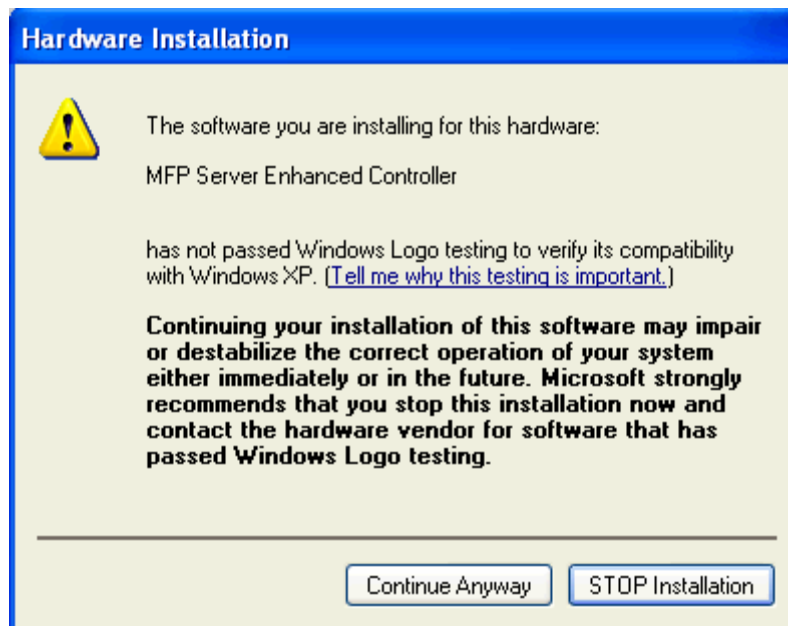 Hardware Installation
The software you are installing for this hardware:
MFP Server Enhanced Controller
has not passed Windows Logo testing to verify its compatibility
with Windows XP. (Tell me why this testing is important.)
Continuing your installation of this software may impair
or destabilize the correct operation of your system
either immediately or in the future. Microsoft strongly
recommends that you stop this installation now and
contact the hardware vendor for software that has
passed Windows Logo testing.
Continue Anyway
STOP Installation